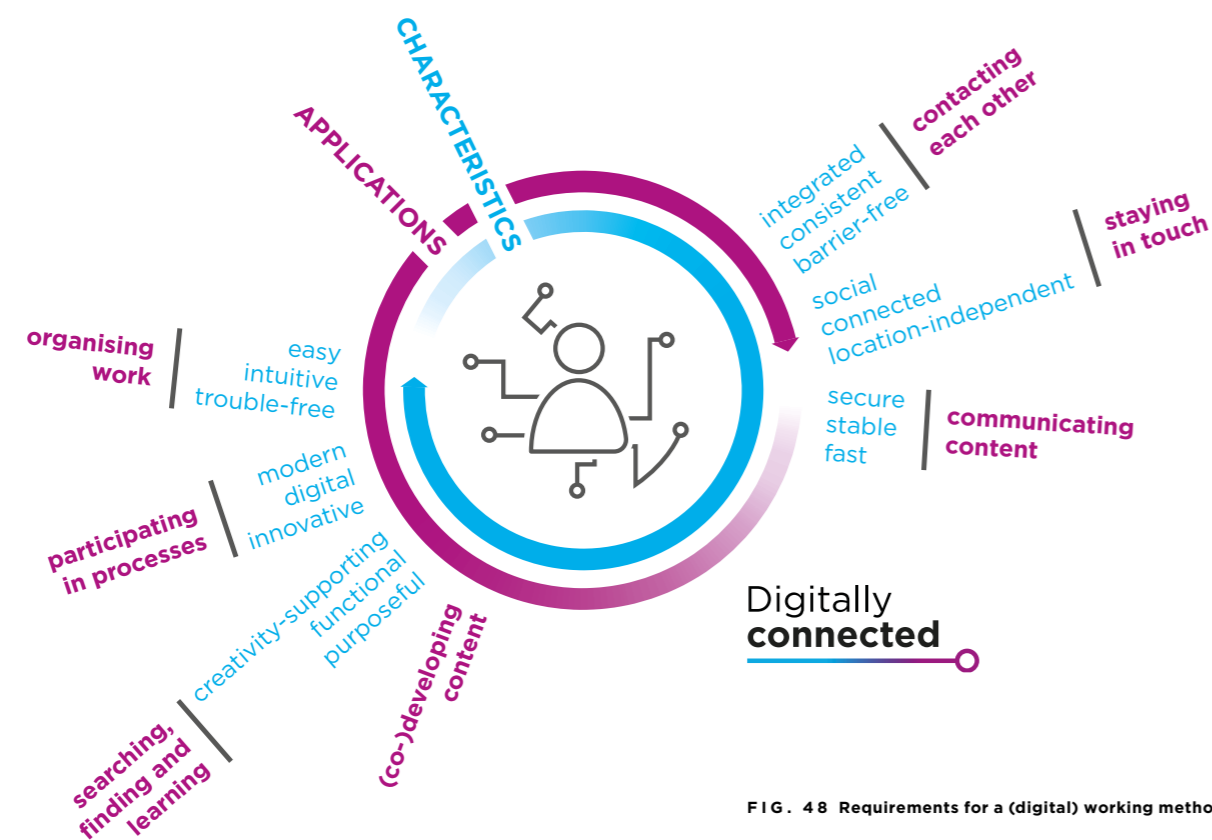 CHARACTERISTICS
APPLICATIONS
contacting
each other
integrated
consistent
barrier-free
staying
in touch
social
connected
location-independent
secure
stable
fast
communicating
content
organising
work
easy
intuitive
trouble-free
modern
digital
innovative
participating
in processes
creativity-supporting
functional
purposeful
searching,
finding and
learning
(co-)developing
content
Digitally
connected
FIG. 48 Requirements for a (digital) working metho